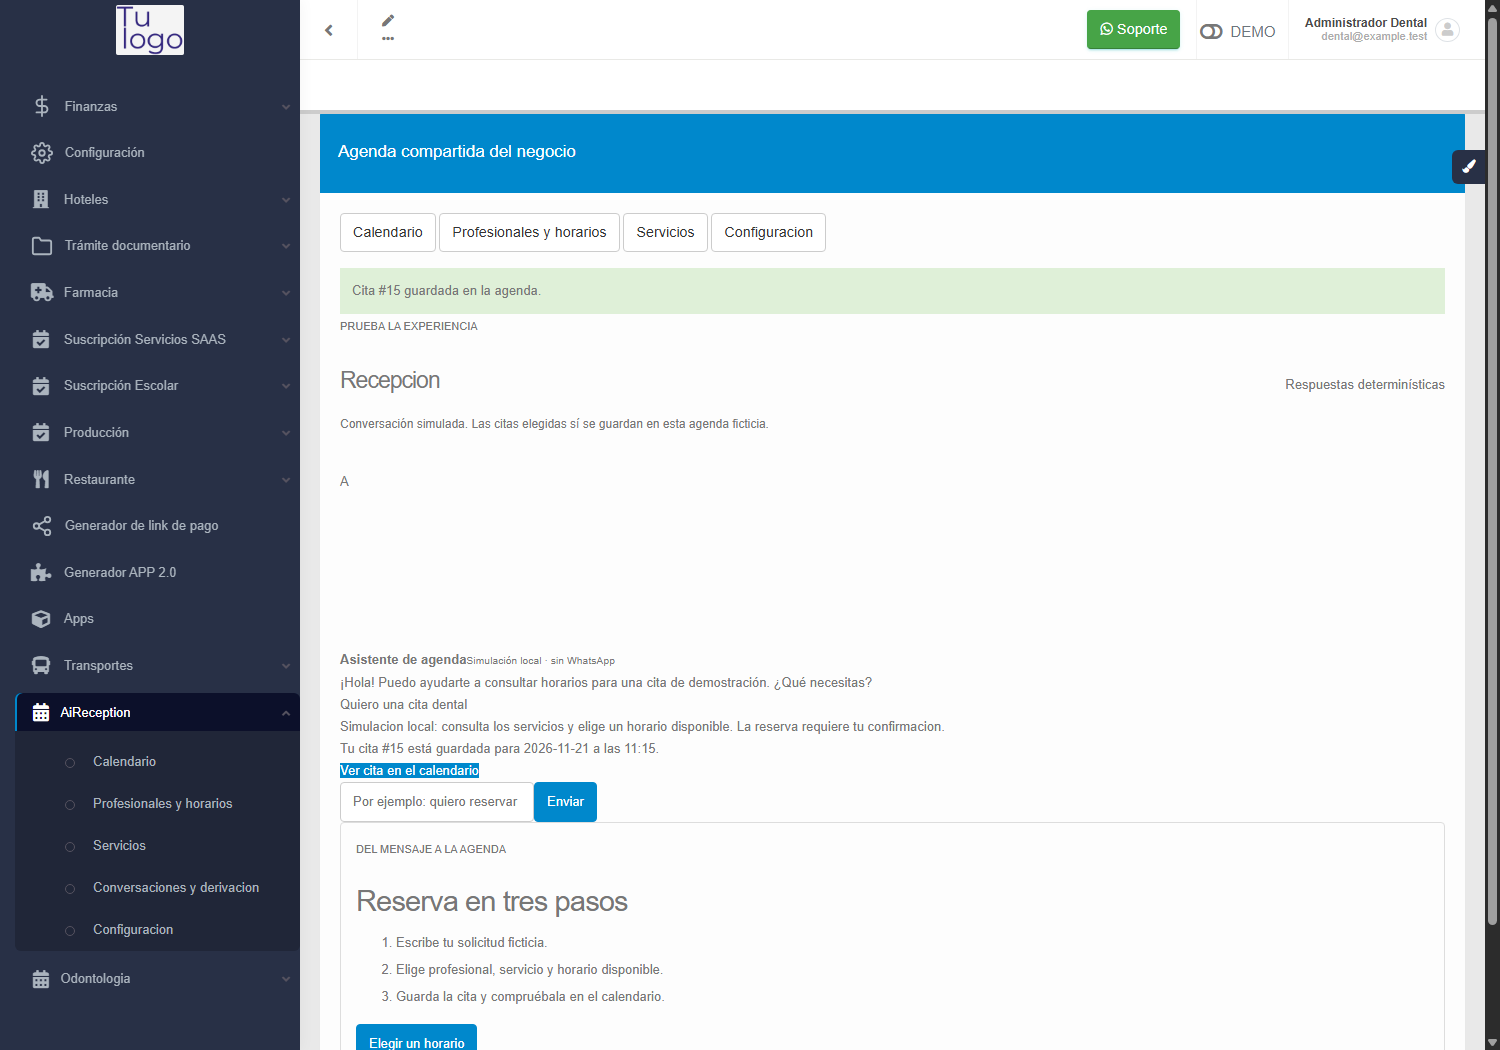 Tu
logo
Finanzas
Configuración
Hoteles
Trámite documentario
Farmacia
Suscripción Servicios SAAS
Suscripción Escolar
Producción
Restaurante
Generador de link de pago
Generador APP 2.0
Apps
Transportes
AiReception
Calendario
Profesionales y horarios
Servicios
Conversaciones y derivacion
Configuracion
Odontologia
Soporte
DEMO
Administrador Dental
dental@example.test
Agenda compartida del negocio
Calendario
Profesionales y horarios
Servicios
Configuracion
Cita #15 guardada en la agenda.
PRUEBA LA EXPERIENCIA
Recepcion
Respuestas determinísticas
Conversación simulada. Las citas elegidas sí se guardan en esta agenda ficticia.
A
Asistente de agendaSimulación local · sin WhatsApp
¡Hola! Puedo ayudarte a consultar horarios para una cita de demostración. ¿Qué necesitas?
Quiero una cita dental
Simulacion local: consulta los servicios y elige un horario disponible. La reserva requiere tu confirmacion.
Tu cita #15 está guardada para 2026-11-21 a las 11:15.
Ver cita en el calendario
Por ejemplo: quiero reservar
Enviar
DEL MENSAJE A LA AGENDA
Reserva en tres pasos
1. Escribe tu solicitud ficticia.
2. Elige profesional, servicio y horario disponible.
3. Guarda la cita y compruébala en el calendario.
Elegir un horario